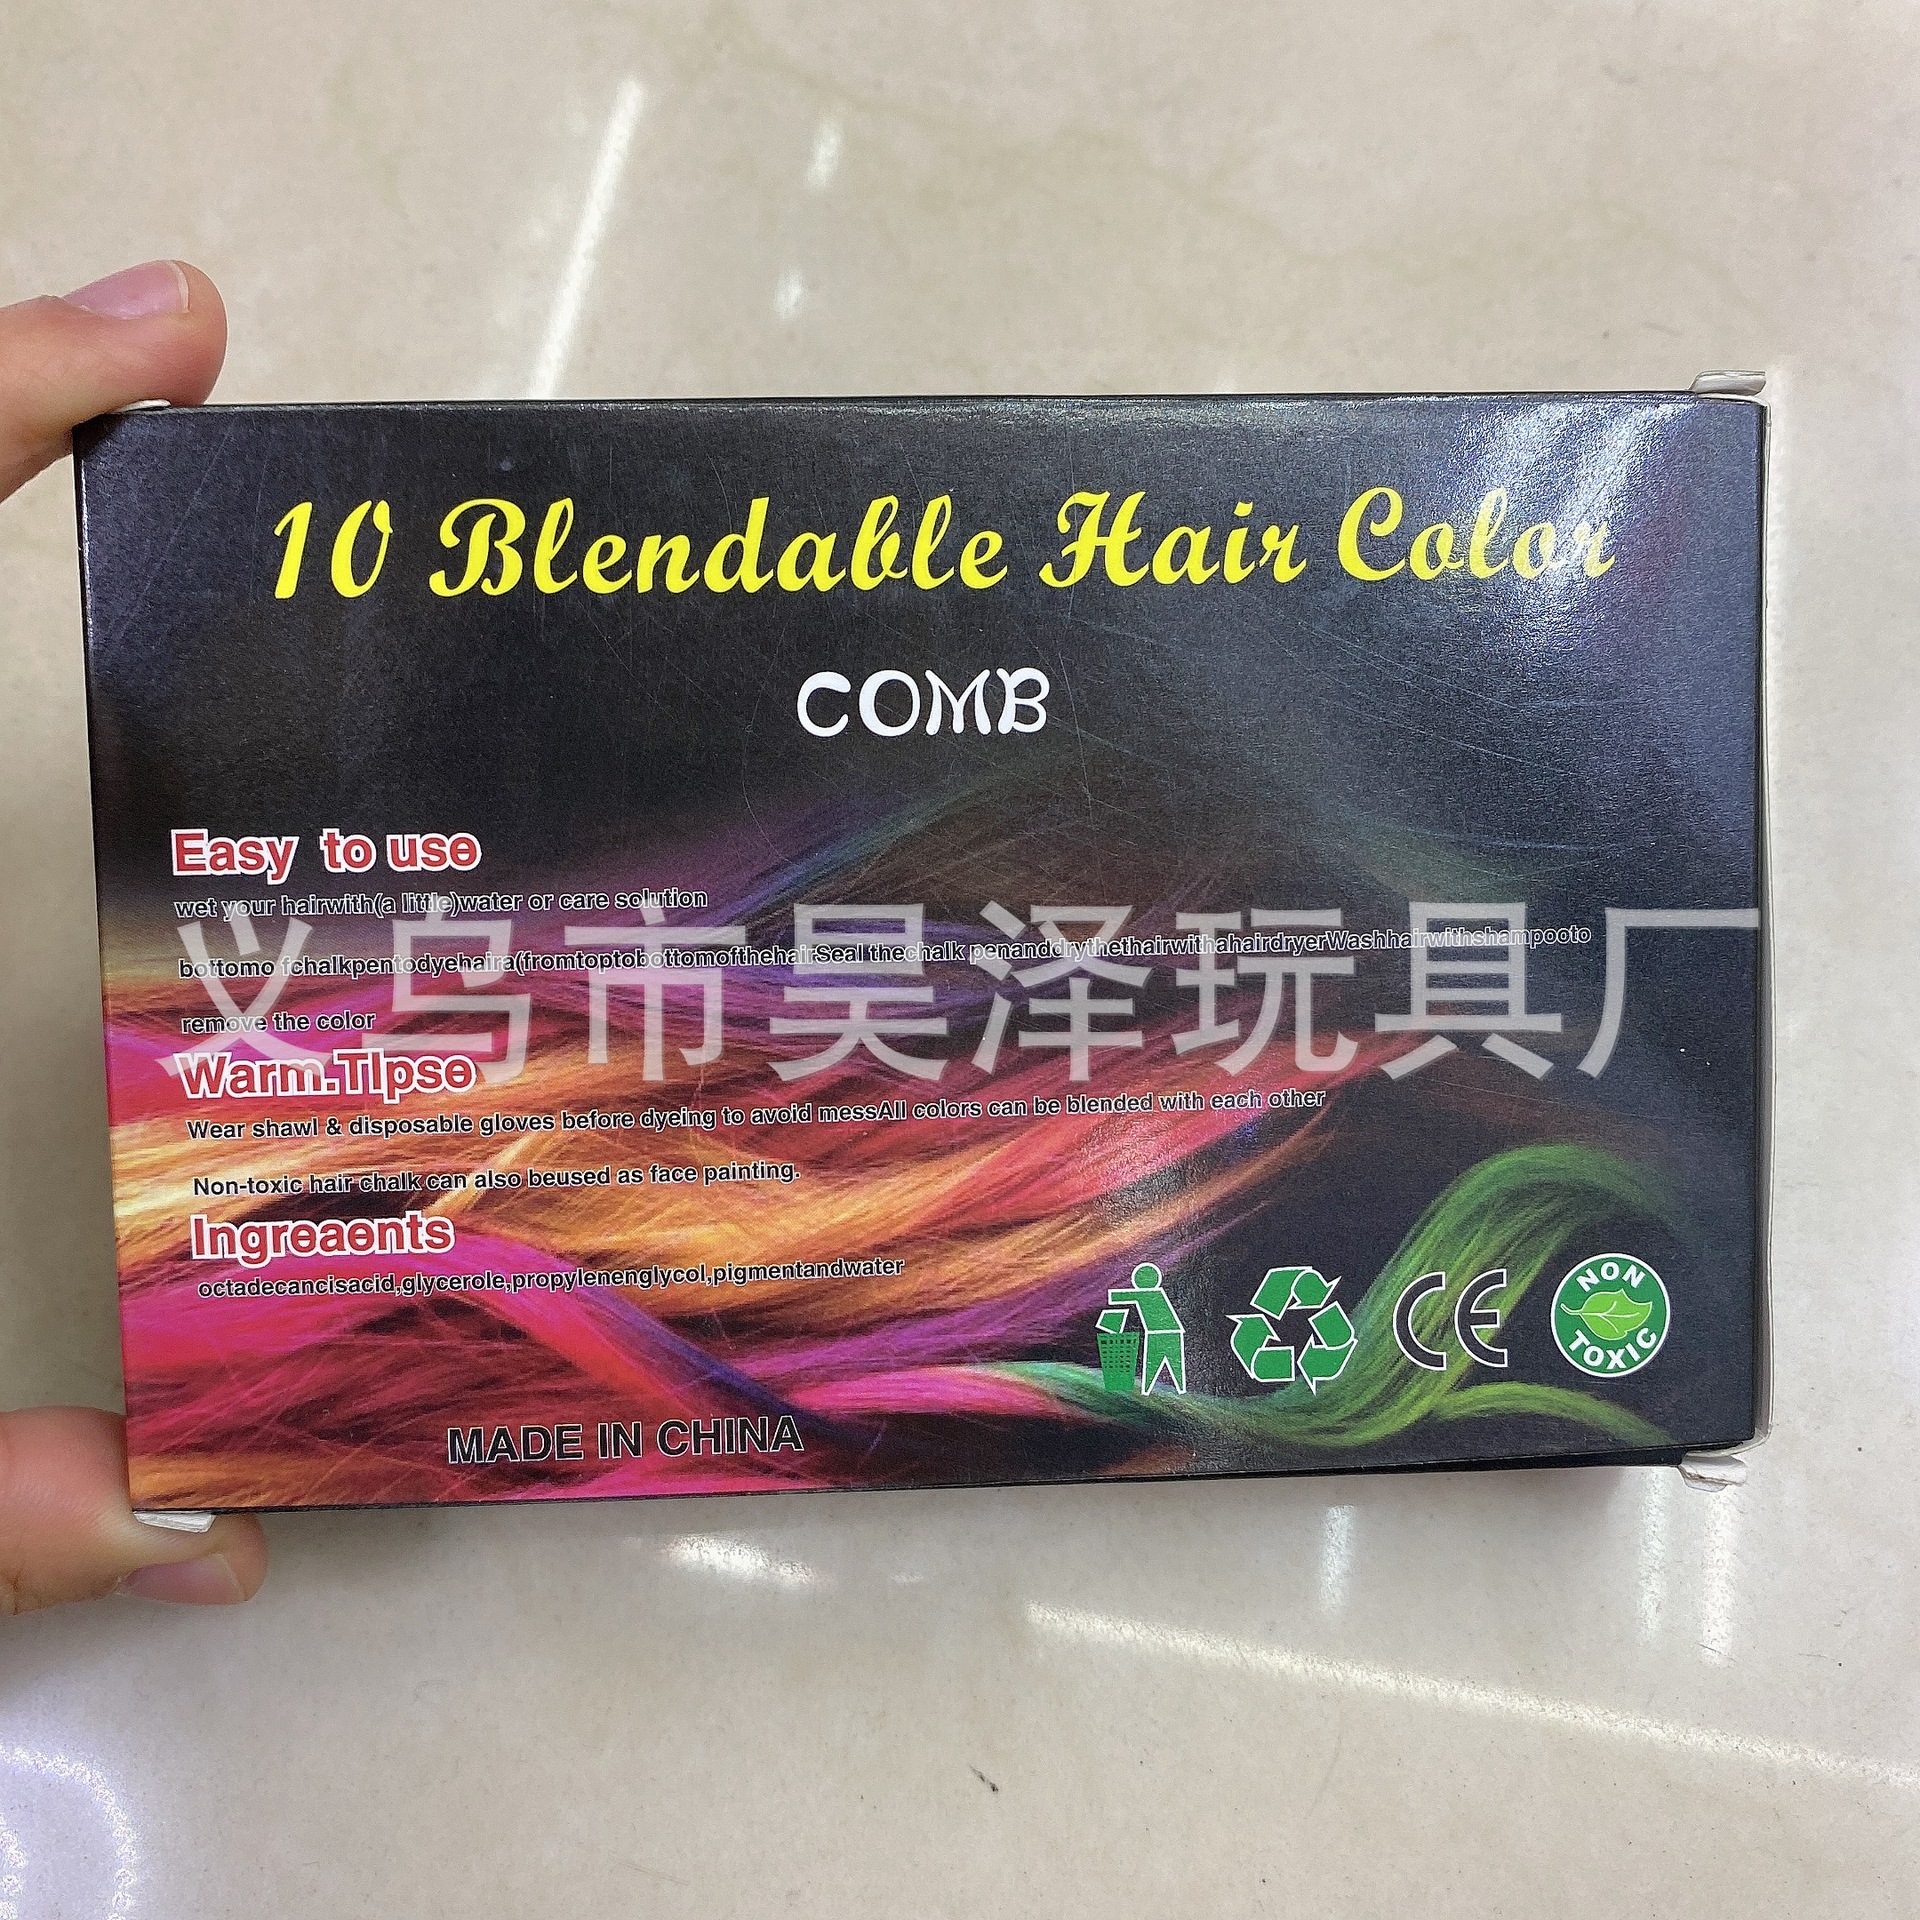 10 Blendable Hair Color
COMB
Easy to use
wet your hairwith(a little)water or care solution
义乌市吴泽玩具厂
bottomo fchalkpentodyehaira(fromtoptobottomofthehairSeal thechalk penanddrythethairwithahairdryerWashhairwithshampooto
remove the color
Warm.TIpse
Wear shawl & disposable gloves before dyeing to avoid messAll colors can be blended with each other
Non-toxic hair chalk can also beused as face painting.
Ingreaents
octadecancisacid,glycerole,propylenenglycol,pigmentandwater
CE
NON
TOXIC
MADE IN CHINA